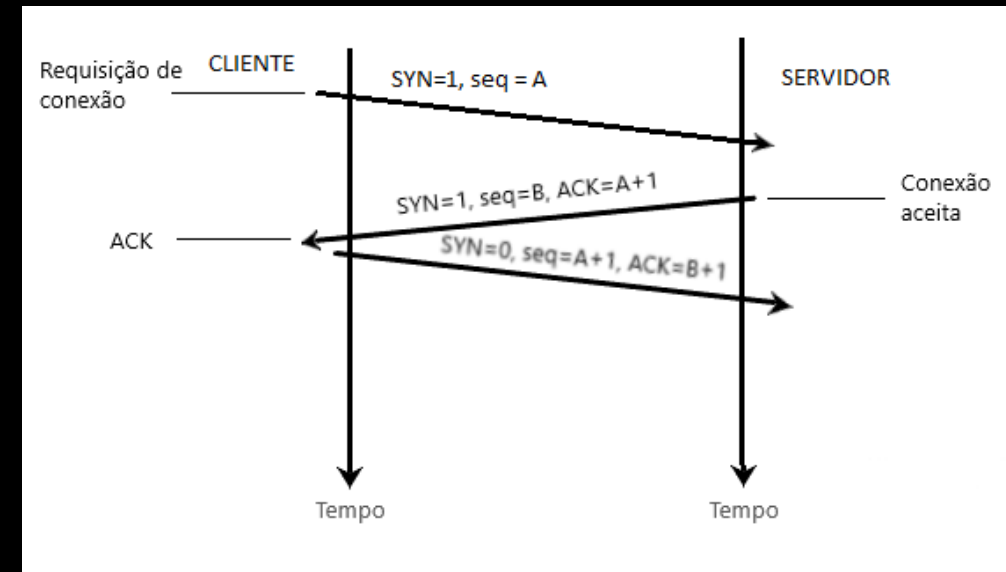 Requisição de
conexão
CLIENTE
SYN=1, seq = A
SERVIDOR
SYN=1, seq=B, ACK=A+1
Conexão
aceita
ACK
SYN=0, seq=A+1, ACK=B+1
Tempo
Tempo